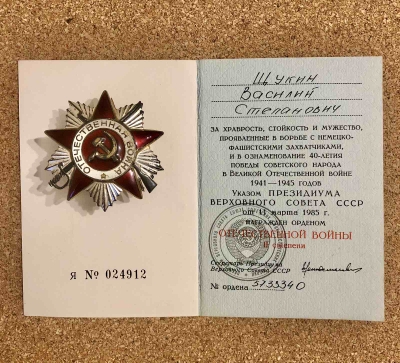 ОТЕЧЕСТВЕННАЯ ВОЙНА
Я № 024912
Щукин
Василий
Степанович
ЗА ХРАБРОСТЬ, СТОЙКОСТЬ И МУЖЕСТВО,
ПРОЯВЛЕННЫЕ В БОРЬБЕ С НЕМЕЦКО-
ФАШИСТСКИМИ ЗАХВАТЧИКАМИ,
И В ОЗНАМЕНОВАНИЕ 40-ЛЕТИЯ
ПОБЕДЫ СОВЕТСКОГО НАРОДА
В ВЕЛИКОЙ ОТЕЧЕСТВЕННОЙ ВОЙНЕ
1941—1945 ГОДОВ
Указом ПРЕЗИДИУМА
ВЕРХОВНОГО СОВЕТА СССР
от 11 марта 1985 г.
НАГРАЖДЕН ОРДЕНОМ
ОТЕЧЕСТВЕННОЙ ВОЙНЫ
II степени
Секретарь Президиума
Верховного Совета СССР
№ ордена 5733340